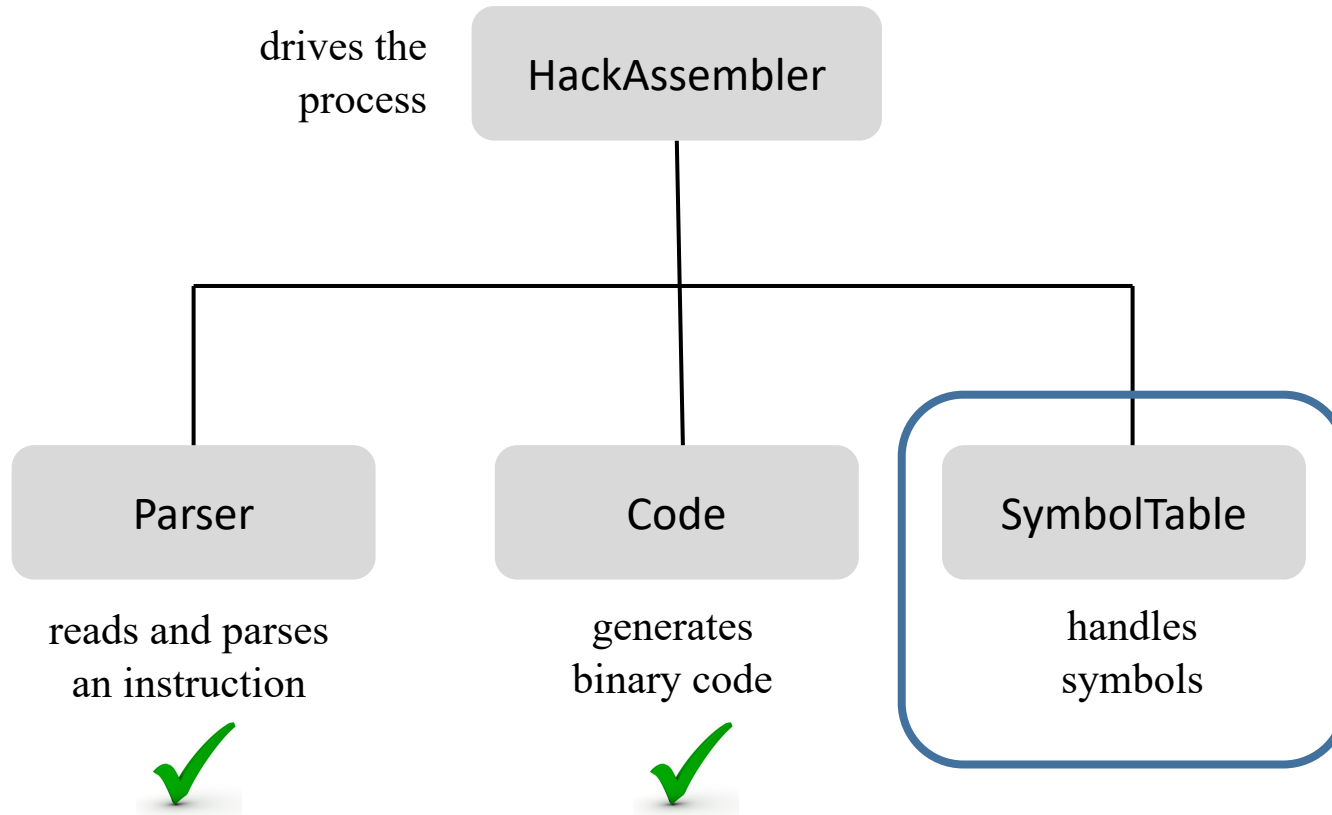 drives the
process
HackAssembler
Parser
Code
SymbolTable
reads and parses
an instruction
generates
binary code
handles
symbols